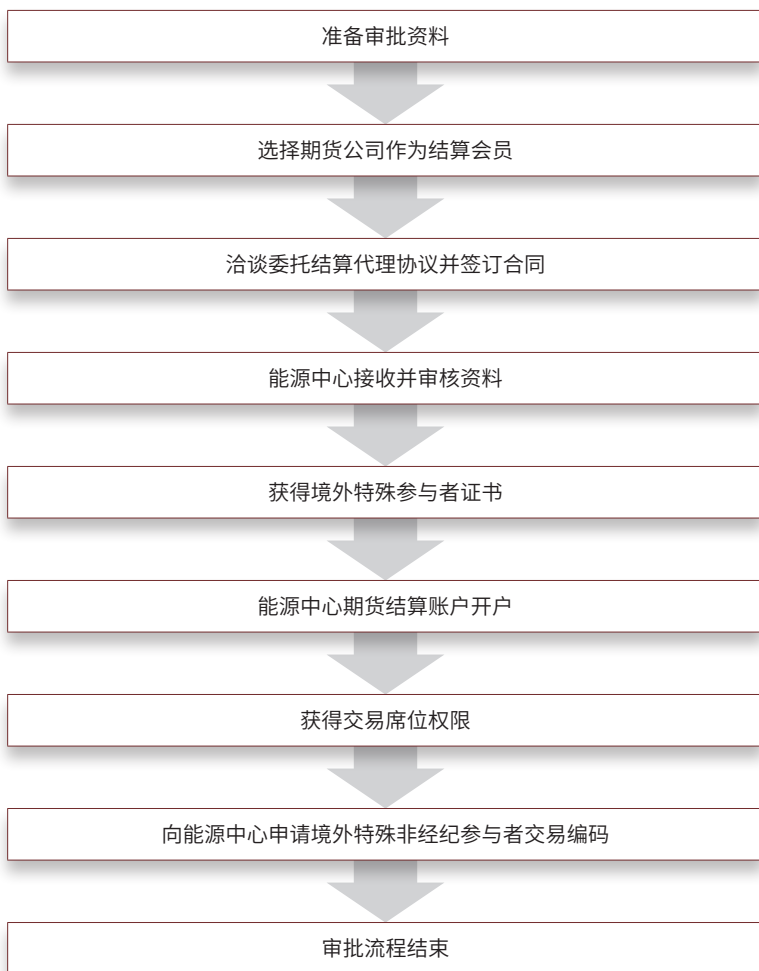 准备审批资料
选择期货公司作为结算会员
洽谈委托结算代理协议并签订合同
能源中心接收并审核资料
获得境外特殊参与者证书
能源中心期货结算账户开户
获得交易席位权限
向能源中心申请境外特殊非经纪参与者交易编码
审批流程结束